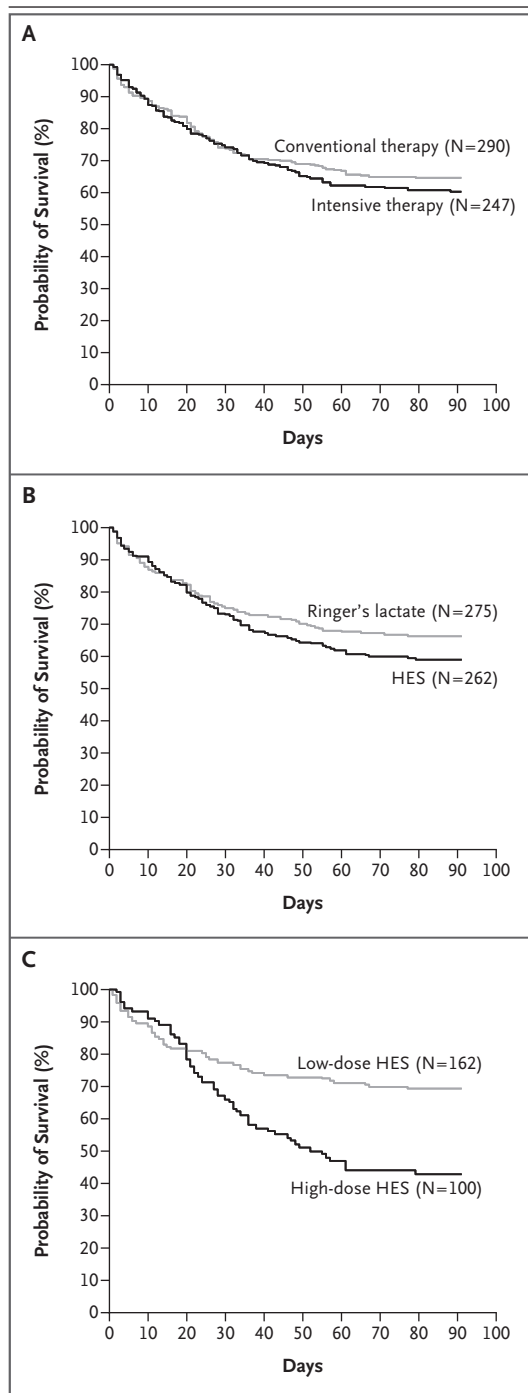 A
Probability of Survival (%)
100
90
80
70
60
50
40
30
20
10
0
Conventional therapy (N=290)
Intensive therapy (N=247)
0 10 20 30 40 50 60 70 80 90 100
Days
B
Probability of Survival (%)
100
90
80
70
60
50
40
30
20
10
0
Ringer's lactate (N=275)
HES (N=262)
0 10 20 30 40 50 60 70 80 90 100
Days
C
Probability of Survival (%)
100
90
80
70
60
50
40
30
20
10
0
Low-dose HES (N=162)
High-dose HES (N=100)
0 10 20 30 40 50 60 70 80 90 100
Days